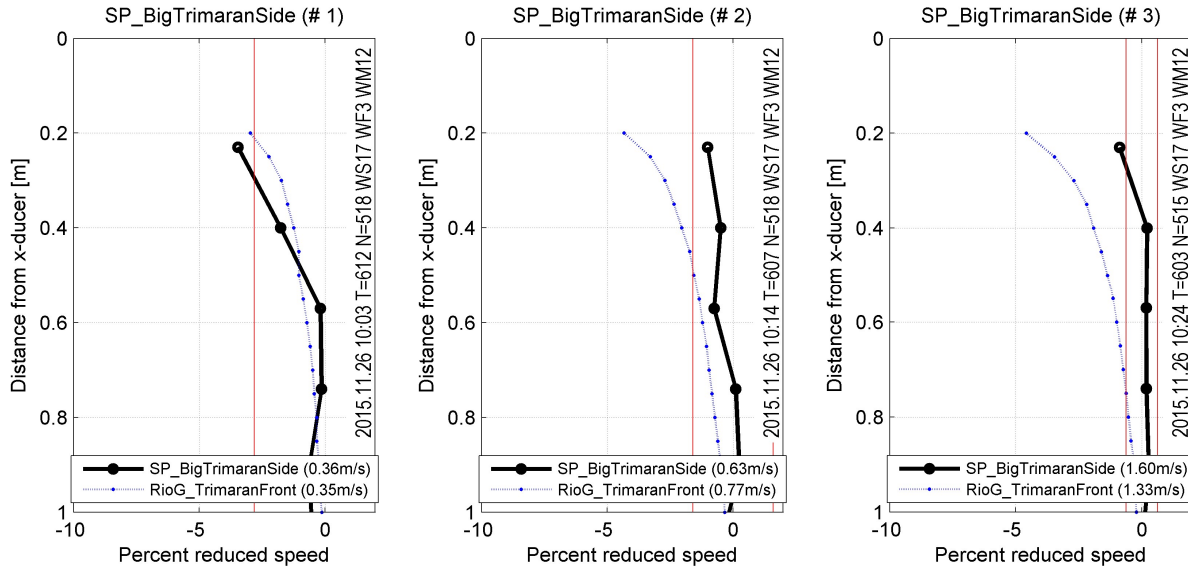 SP_BigTrimaranSide (# 1)
0
0.2
0.4
0.6
0.8
1
Distance from x-ducer [m]
2015.11.26 10:03 T=612 N=518 WS17 WF3 WM12
SP_BigTrimaranSide (0.36m/s)
RioG_TrimaranFront (0.35m/s)
-10
-5
0
Percent reduced speed
SP_BigTrimaranSide (# 2)
0
0.2
0.4
0.6
0.8
1
Distance from x-ducer [m]
2015.11.26 10:14 T=607 N=518 WS17 WF3 WM12
SP_BigTrimaranSide (0.63m/s)
RioG_TrimaranFront (0.77m/s)
-10
-5
0
Percent reduced speed
SP_BigTrimaranSide (# 3)
0
0.2
0.4
0.6
0.8
1
Distance from x-ducer [m]
2015.11.26 10:24 T=603 N=515 WS17 WF3 WM12
SP_BigTrimaranSide (1.60m/s)
RioG_TrimaranFront (1.33m/s)
-10
-5
0
Percent reduced speed